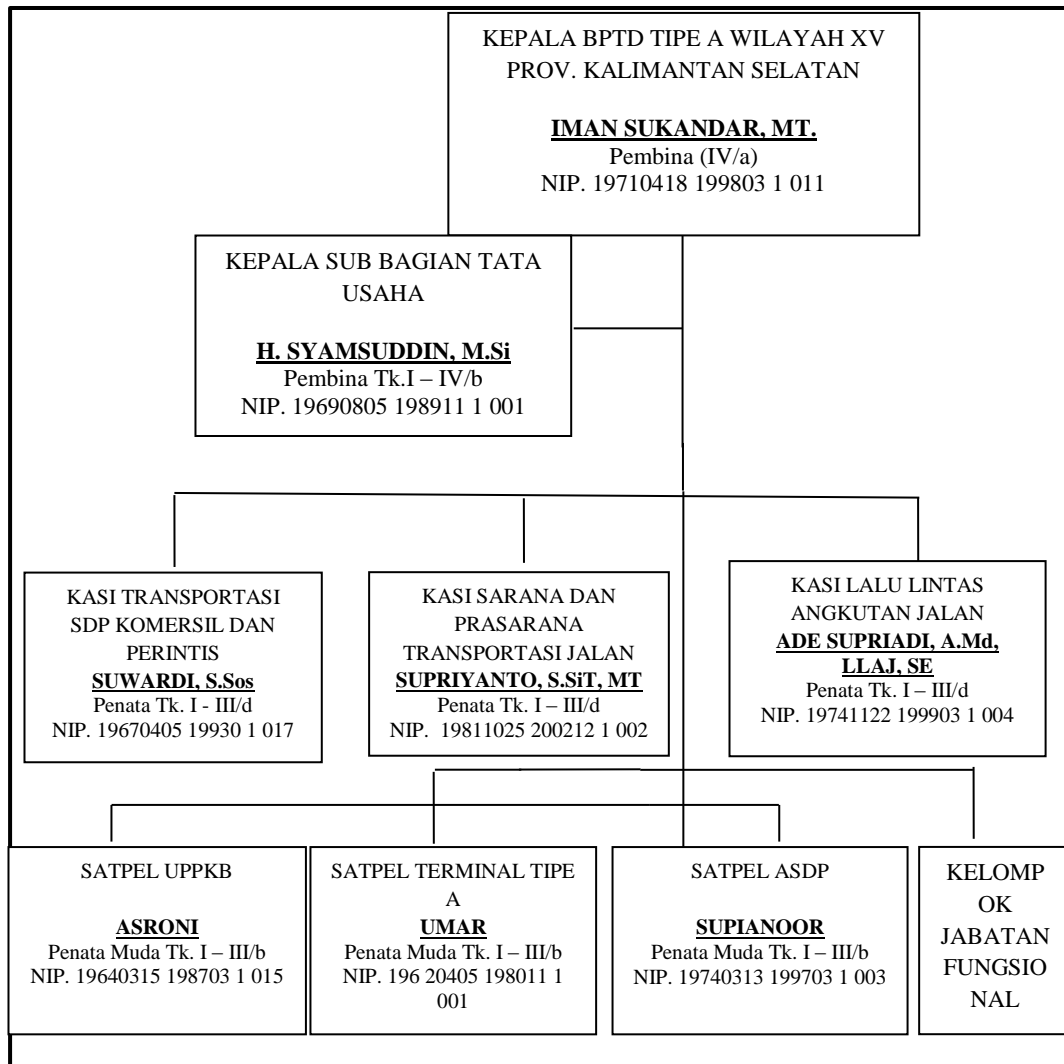 KEPALA BPTD TIPE A WILAYAH XV
PROV. KALIMANTAN SELATAN
IMAN SUKANDAR, MT.
Pembina (IV/a)
NIP. 19710418 199803 1 011
KEPALA SUB BAGIAN TATA
USAHA
H. SYAMSUDDIN, M.Si
Pembina Tk.I – IV/b
NIP. 19690805 198911 1 001
KASI TRANSPORTASI
SDP KOMERSIL DAN
PERINTIS
SUWARDI, S.Sos
Penata Tk. I - III/d
NIP. 19670405 19930 1 017
KASI SARANA DAN
PRASARANA
TRANSPORTASI JALAN
SUPRIYANTO, S.SiT, MT
Penata Tk. I – III/d
NIP. 19811025 200212 1 002
KASI LALU LINTAS
ANGKUTAN JALAN
ADE SUPRIADI, A.Md,
LLAJ, SE
Penata Tk. I – III/d
NIP. 19741122 199903 1 004
SATPEL UPPKB
ASRONI
Penata Muda Tk. I – III/b
NIP. 19640315 198703 1 015
SATPEL TERMINAL TIPE
A
UMAR
Penata Muda Tk. I – III/b
NIP. 196 20405 198011 1
001
SATPEL ASDP
SUPIANOOR
Penata Muda Tk. I – III/b
NIP. 19740313 199703 1 003
KELOMP
OK
JABATAN
FUNGSIO
NAL